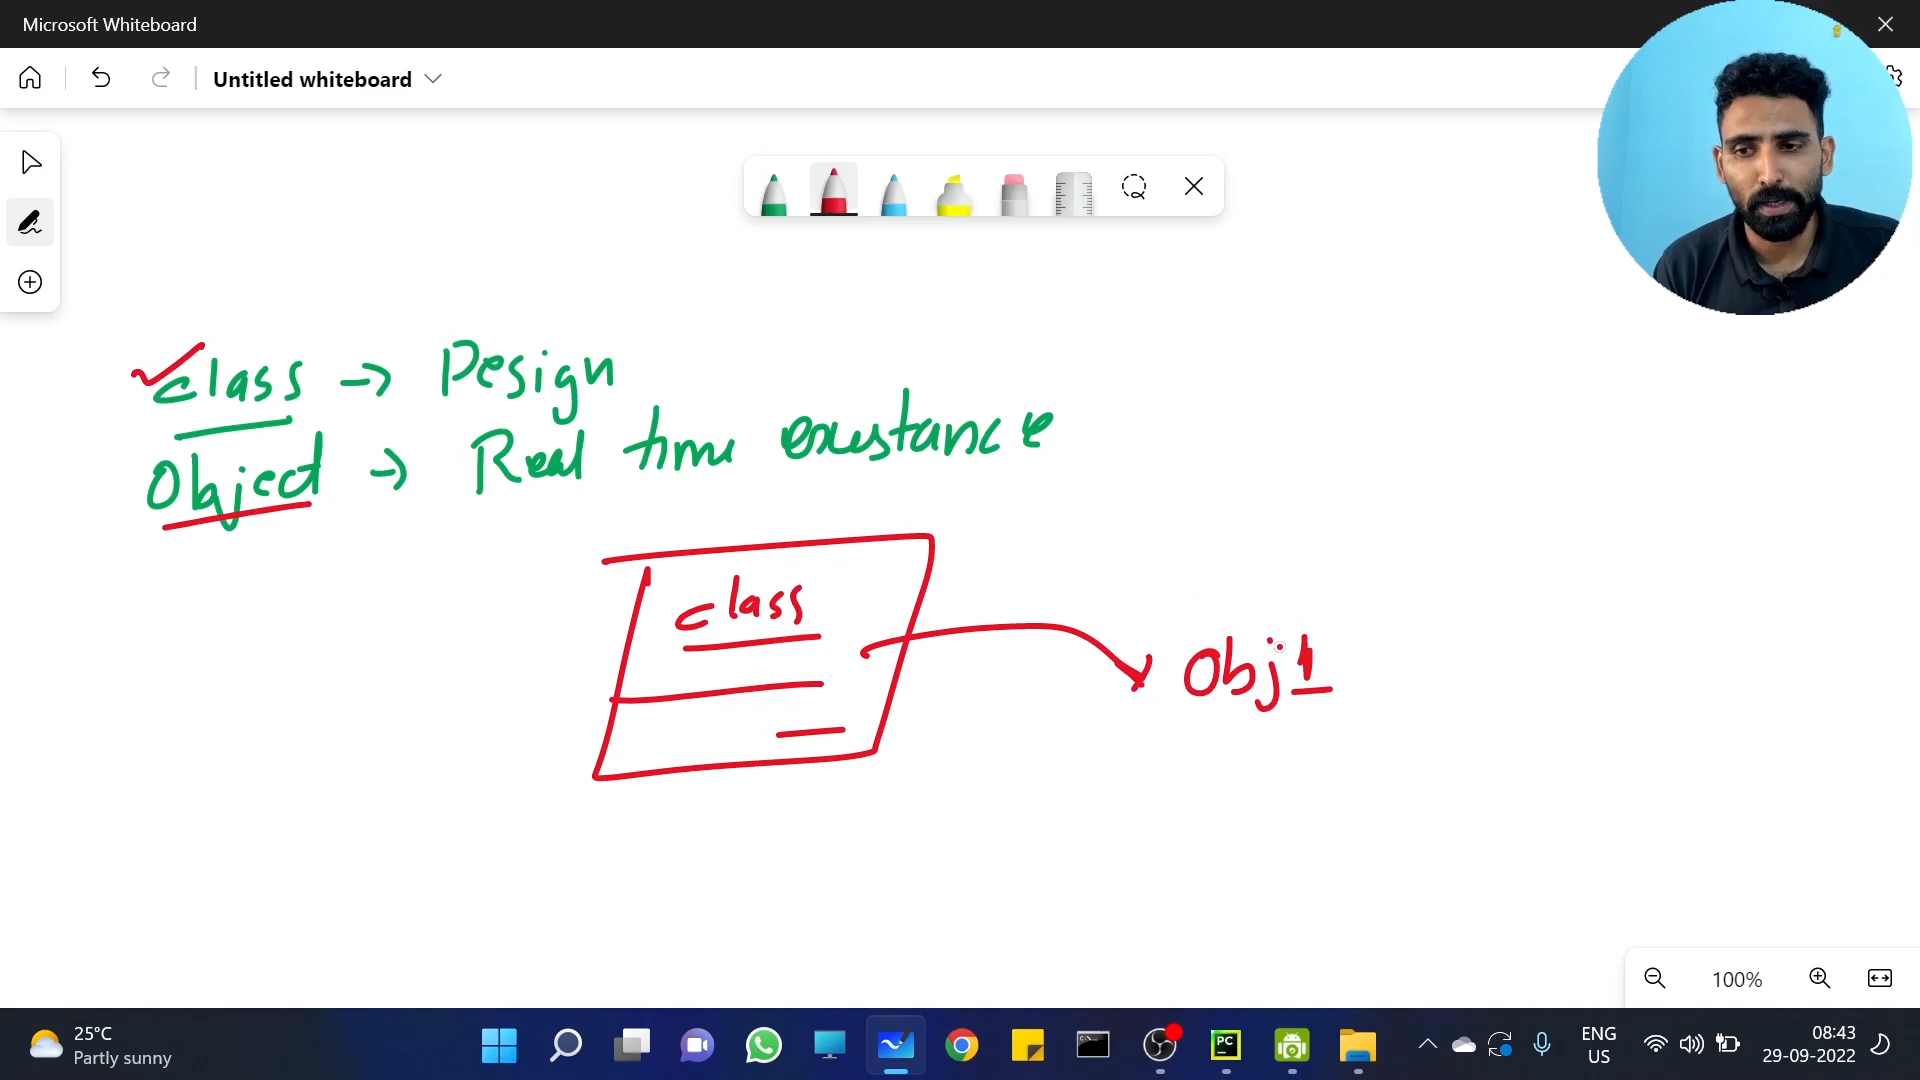 Microsoft Whiteboard
Untitled whiteboard
class → Design
Object → Real time existance
class
Obj 1
100%
25°C
Partly sunny
PC
ENG
US
08:43
29-09-2022